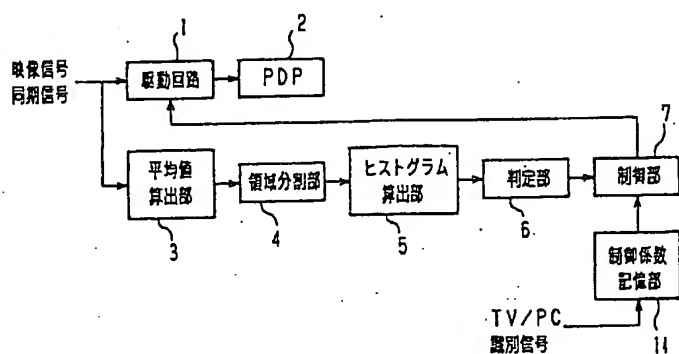 映像信号
同期信号
1
駆動回路
2
PDP
平均値
算出部
3
領域分割部
4
ヒストグラム
算出部
5
判定部
6
制御部
7
制御係数
記憶部
11
TV/PC
識別信号